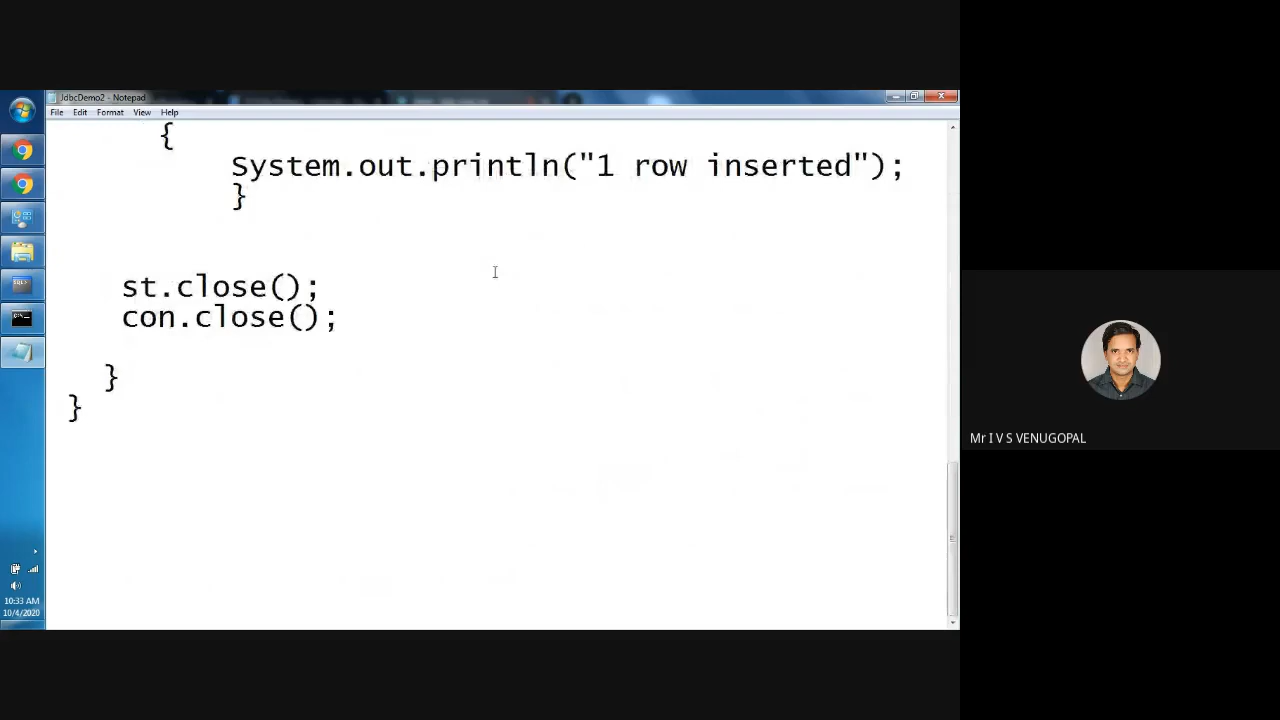 JdbcDemo2 - Notepad
File Edit Format View Help
{
System.out.println("1 row inserted");
}
st.close();
con.close();
}
}
Mr I V S VENUGOPAL
10:33 AM
10/4/2020